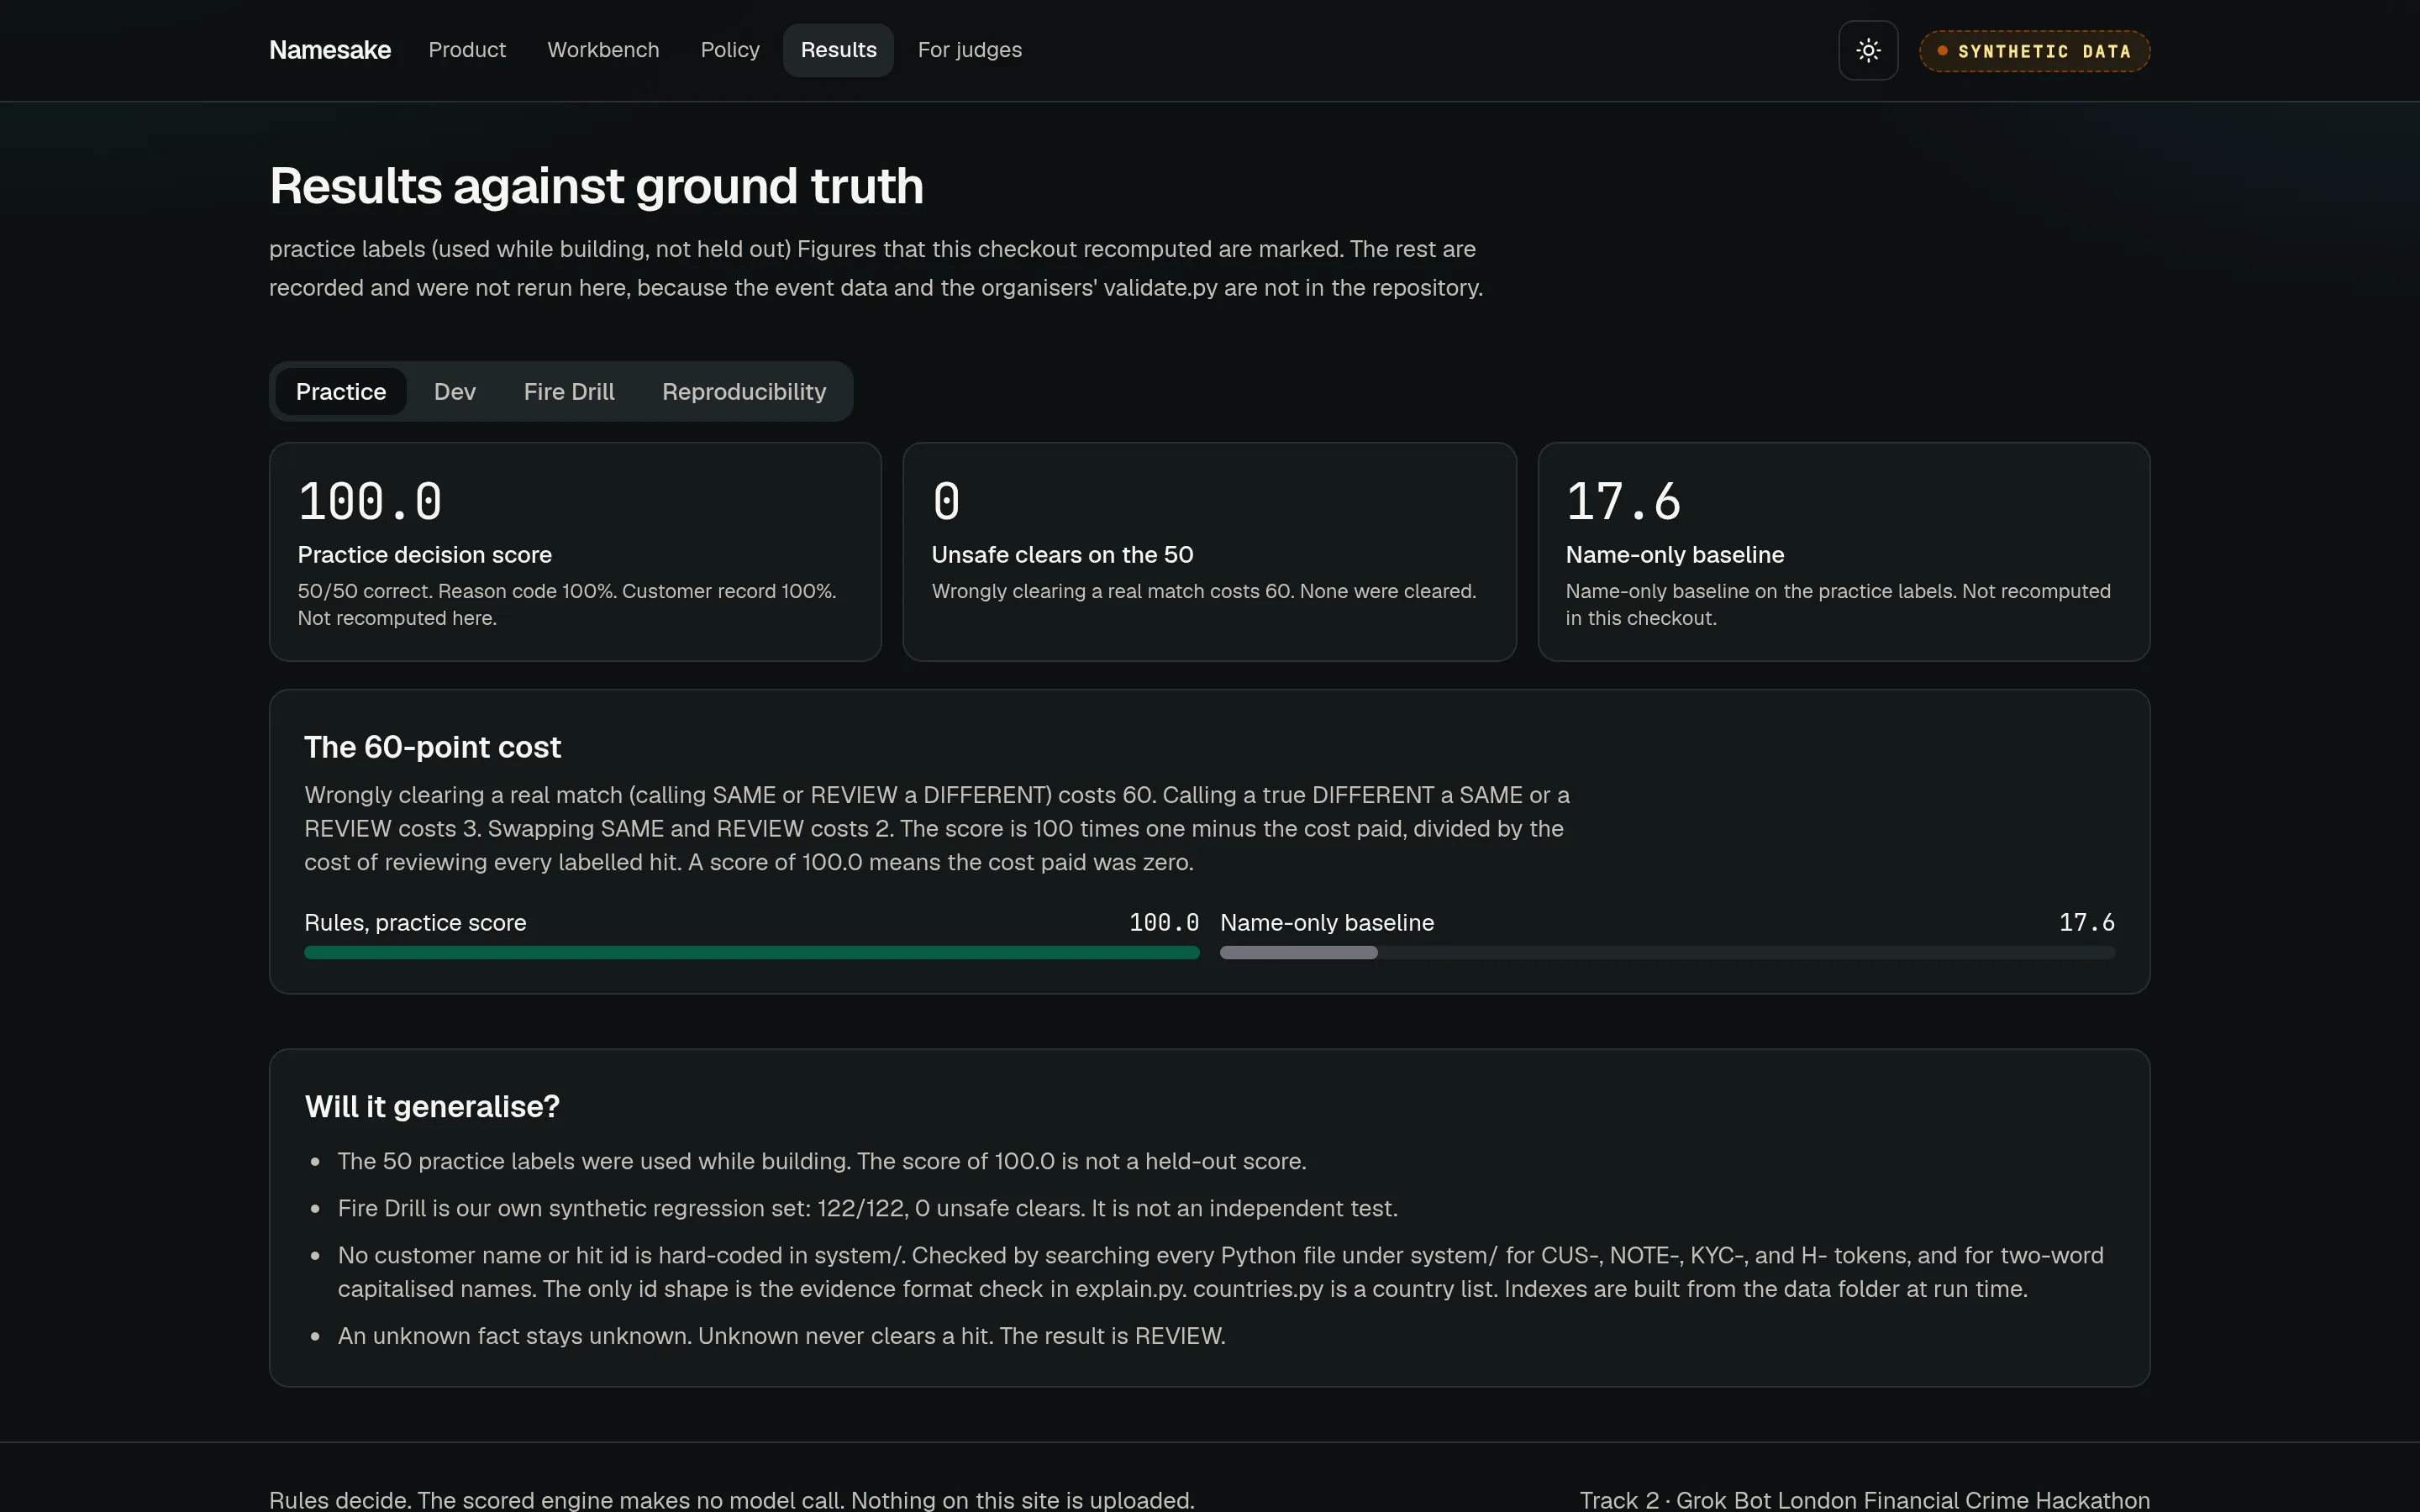 Namesake Product Workbench Policy Results For judges SYNTHETIC DATA
Results against ground truth
practice labels (used while building, not held out) Figures that this checkout recomputed are marked. The rest are
recorded and were not rerun here, because the event data and the organisers' validate.py are not in the repository.
Practice Dev Fire Drill Reproducibility
100.0
Practice decision score
50/50 correct. Reason code 100%. Customer record 100%.
Not recomputed here.
0
Unsafe clears on the 50
Wrongly clearing a real match costs 60. None were cleared.
17.6
Name-only baseline
Name-only baseline on the practice labels. Not recomputed
in this checkout.
The 60-point cost
Wrongly clearing a real match (calling SAME or REVIEW a DIFFERENT) costs 60. Calling a true DIFFERENT a SAME or a
REVIEW costs 3. Swapping SAME and REVIEW costs 2. The score is 100 times one minus the cost paid, divided by the
cost of reviewing every labelled hit. A score of 100.0 means the cost paid was zero.
Rules, practice score 100.0 Name-only baseline 17.6
Will it generalise?
• The 50 practice labels were used while building. The score of 100.0 is not a held-out score.
• Fire Drill is our own synthetic regression set: 122/122, 0 unsafe clears. It is not an independent test.
• No customer name or hit id is hard-coded in system/. Checked by searching every Python file under system/ for CUS-, NOTE-, KYC-, and H- tokens, and for two-word
capitalised names. The only id shape is the evidence format check in explain.py. countries.py is a country list. Indexes are built from the data folder at run time.
• An unknown fact stays unknown. Unknown never clears a hit. The result is REVIEW.
Rules decide. The scored engine makes no model call. Nothing on this site is uploaded. Track 2 · Grok Bot London Financial Crime Hackathon